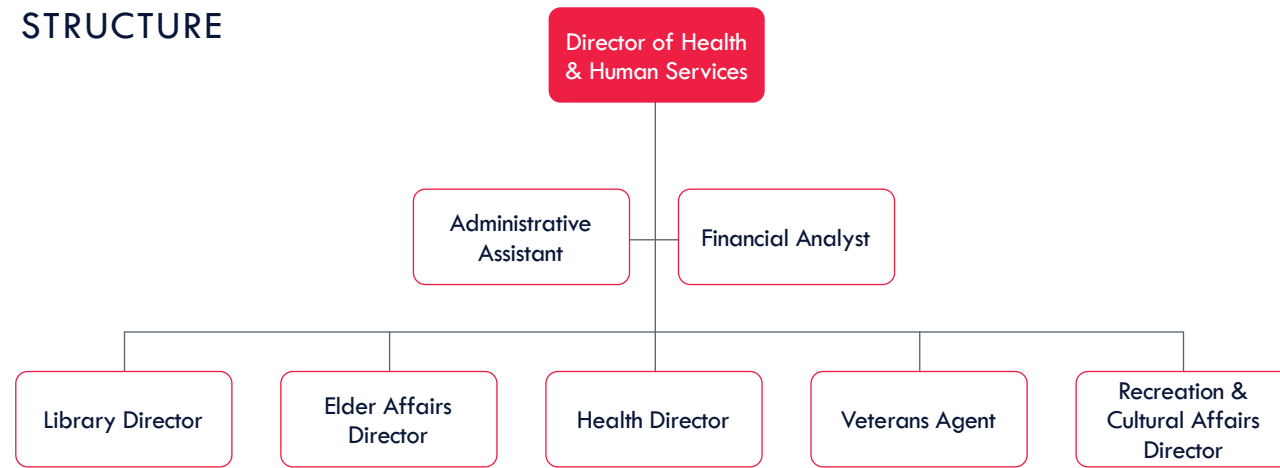 STRUCTURE
Director of Health
& Human Services
Administrative
Assistant
Financial Analyst
Library Director
Elder Affairs
Director
Health Director
Veterans Agent
Recreation &
Cultural Affairs
Director